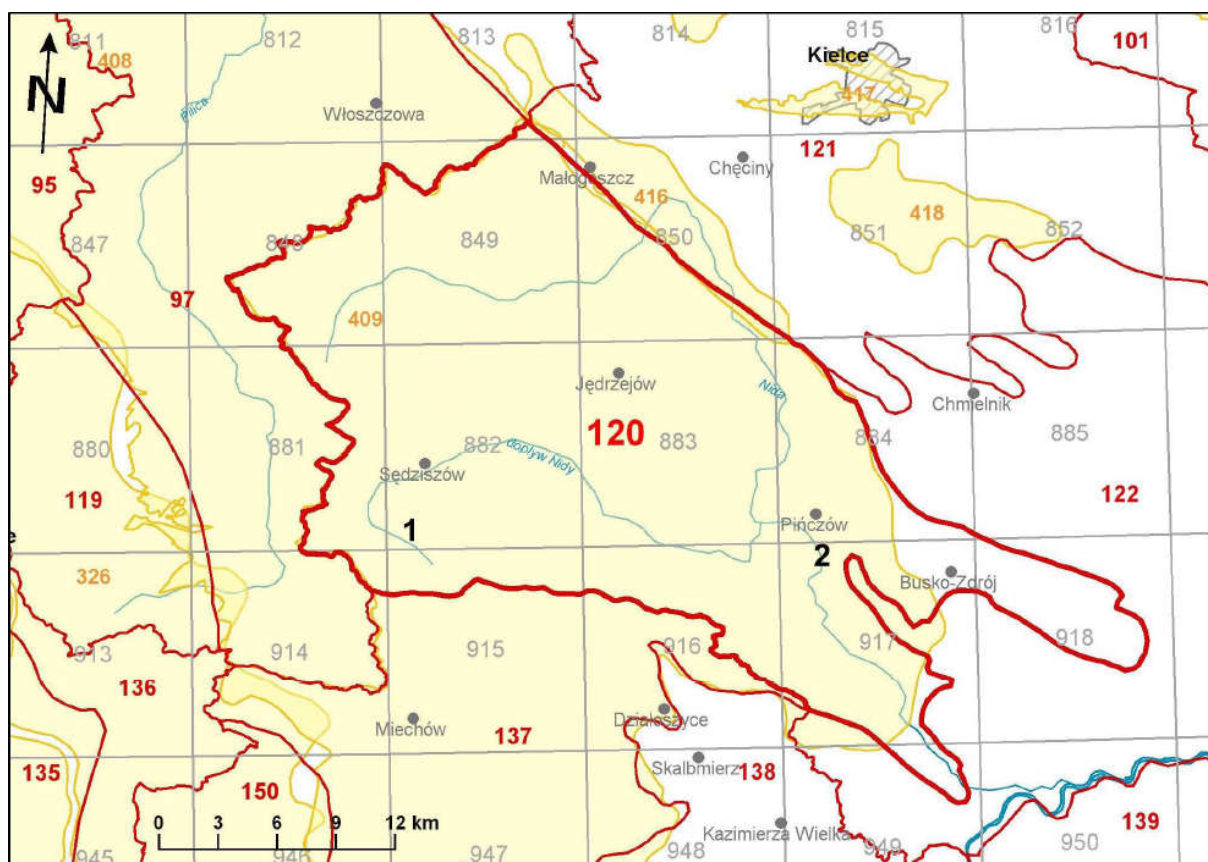 811
812
813
814
815
816
101
408
Kielce
N
Pilica
Włoszczowa
417
121
Małogoszcz
Chęciny
95
416
418
847
848
849
850
851
852
97
409
Jędrzejów
Nida
Chmielnik
120
880
881
882
883
884
885
dopływ Nidy
Sędziszów
119
122
1
Pińczów
2
e
326
Busko-Zdrój
913
914
915
916
917
918
136
Miechów
137
Działoszyce
135
150
Skalbmierz
138
0 3 6 9 12 km
Kazimierza Wielka
139
945
946
947
948
949
950